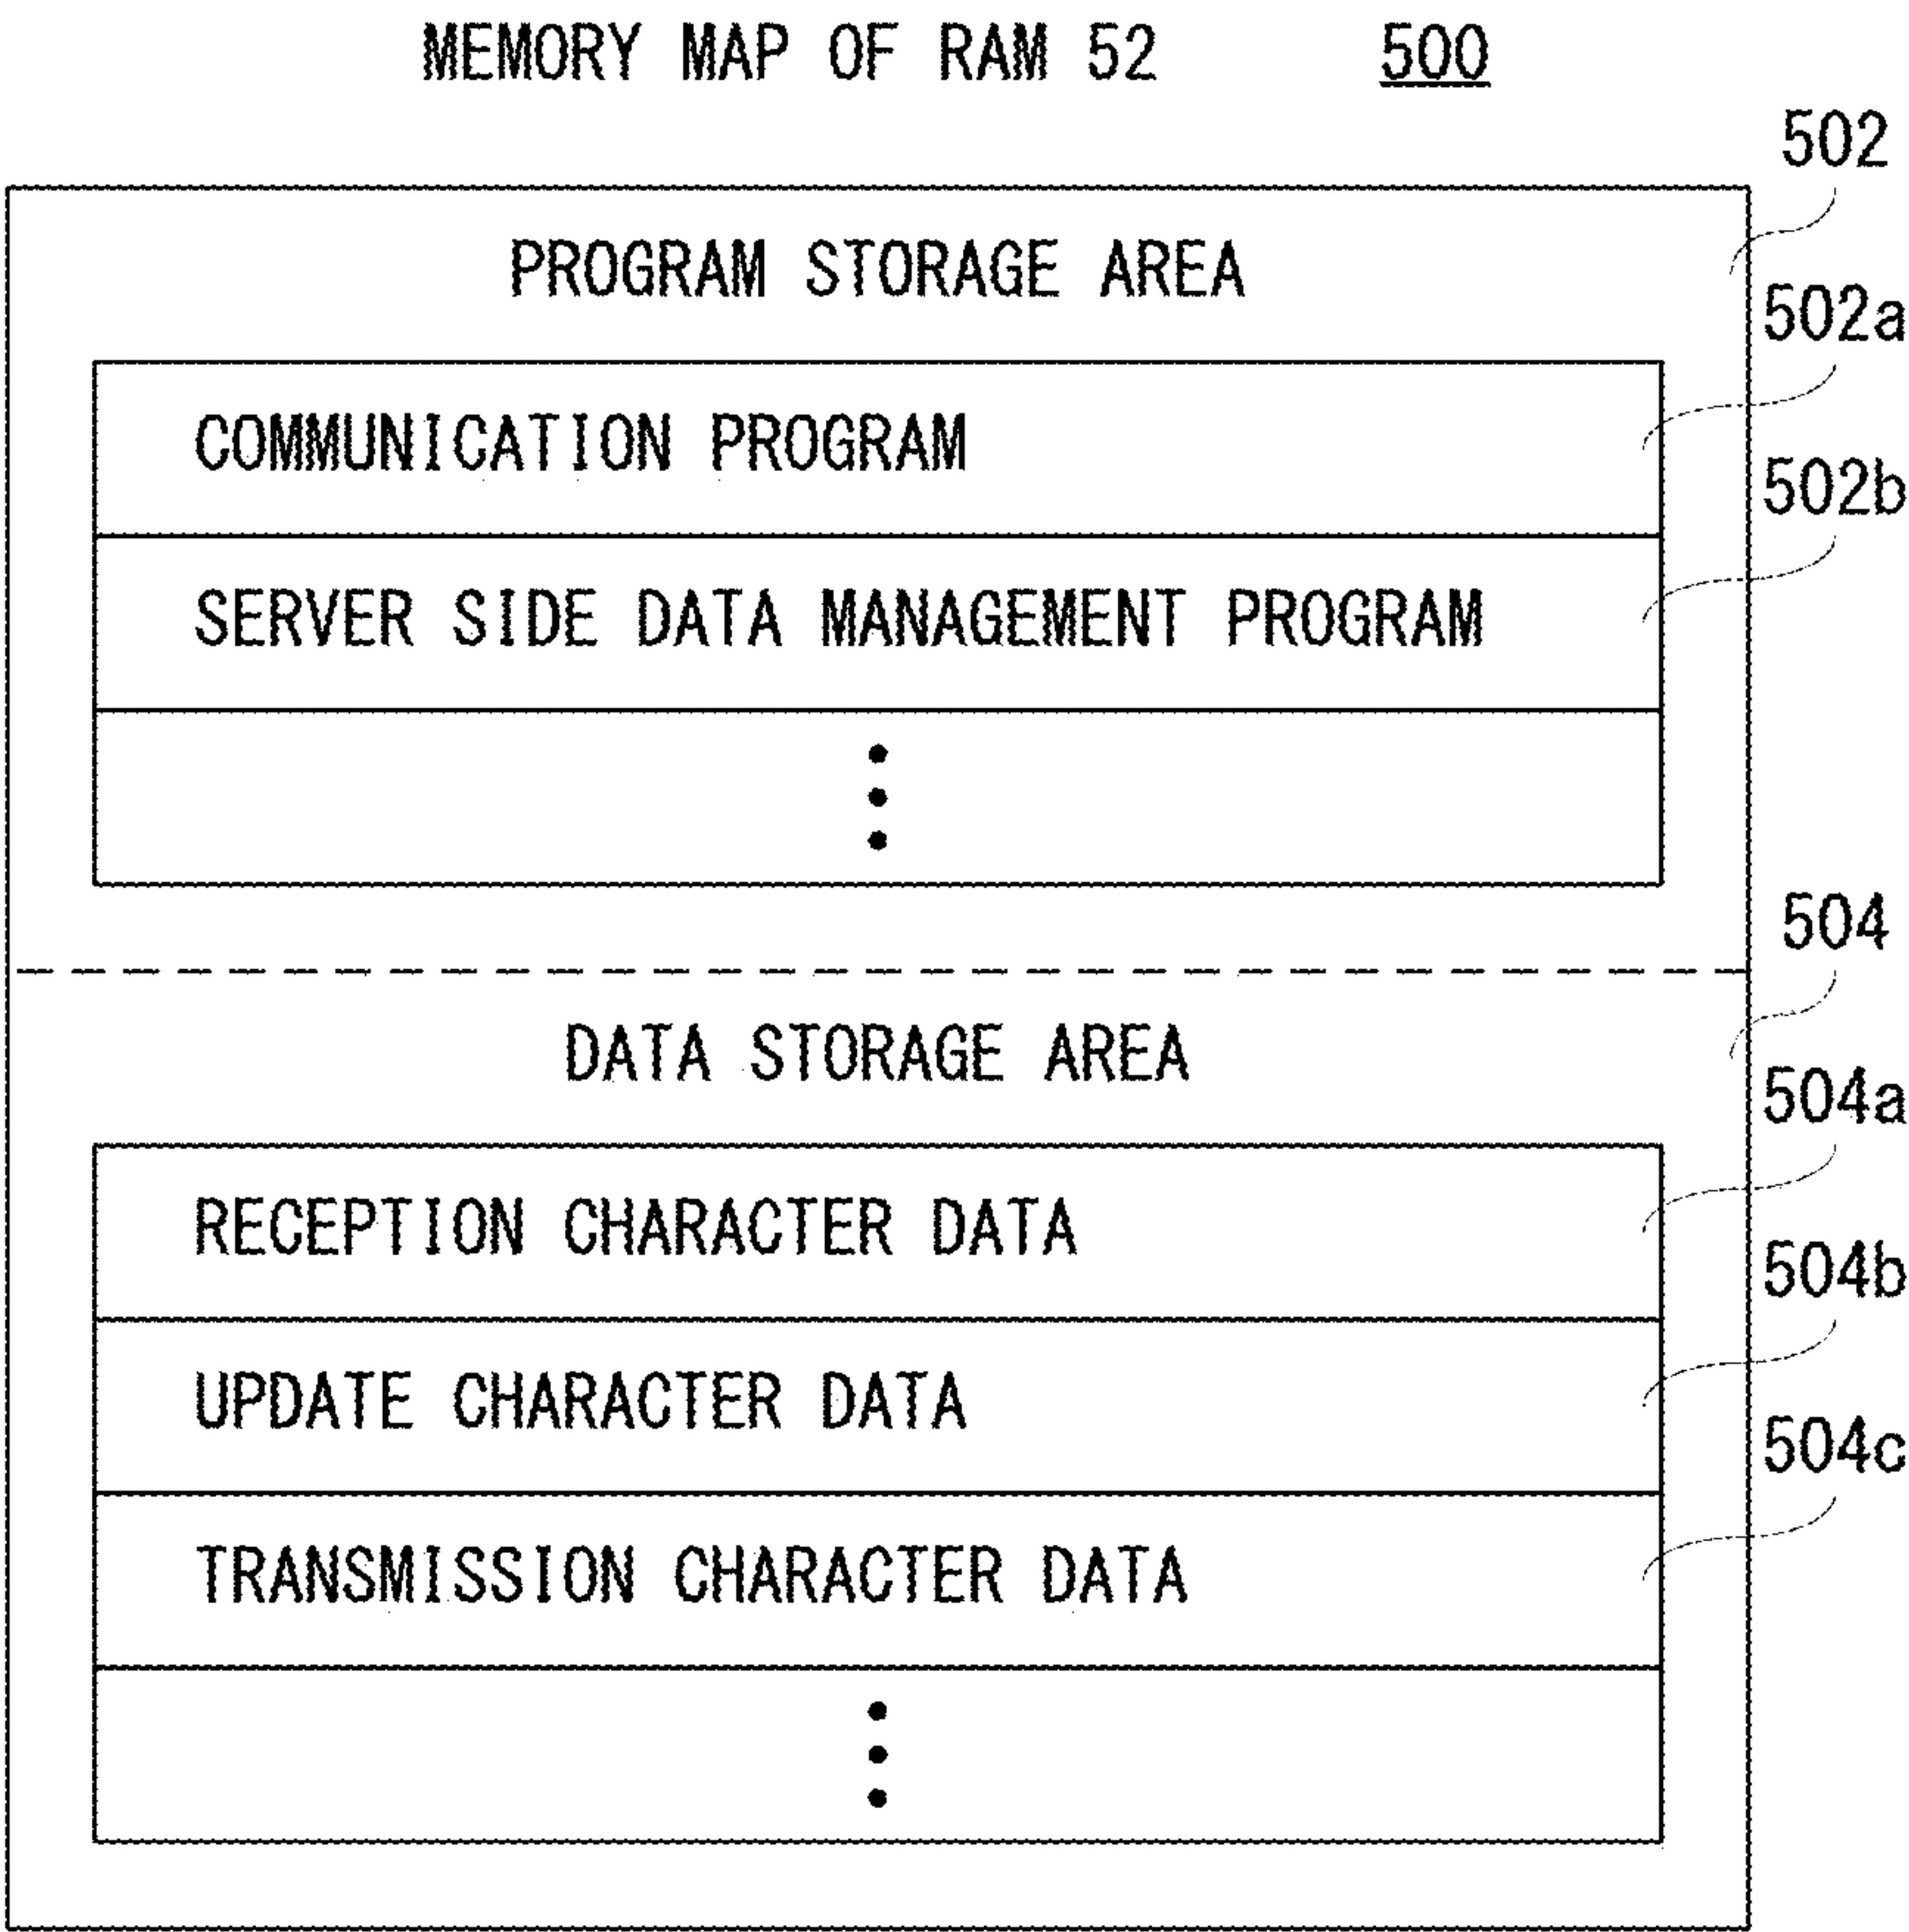 MEMORY MAP OF RAM 52 500
502
PROGRAM STORAGE AREA
502a
COMMUNICATION PROGRAM
502b
SERVER SIDE DATA MANAGEMENT PROGRAM
504
DATA STORAGE AREA
504a
RECEPTION CHARACTER DATA
504b
UPDATE CHARACTER DATA
504c
TRANSMISSION CHARACTER DATA